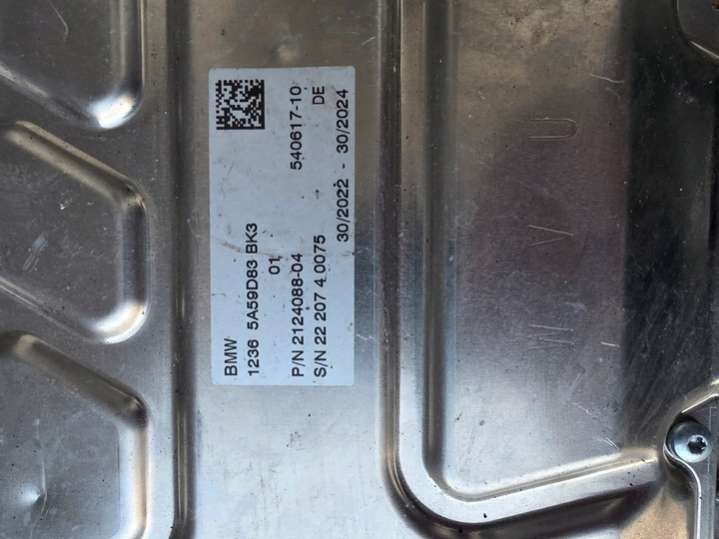 BMW
1236 5A59D83 BK3
01
P/N 2124088-04 540617-10
S/N 22 207 4 0075 DE
30/2022 - 30/2024